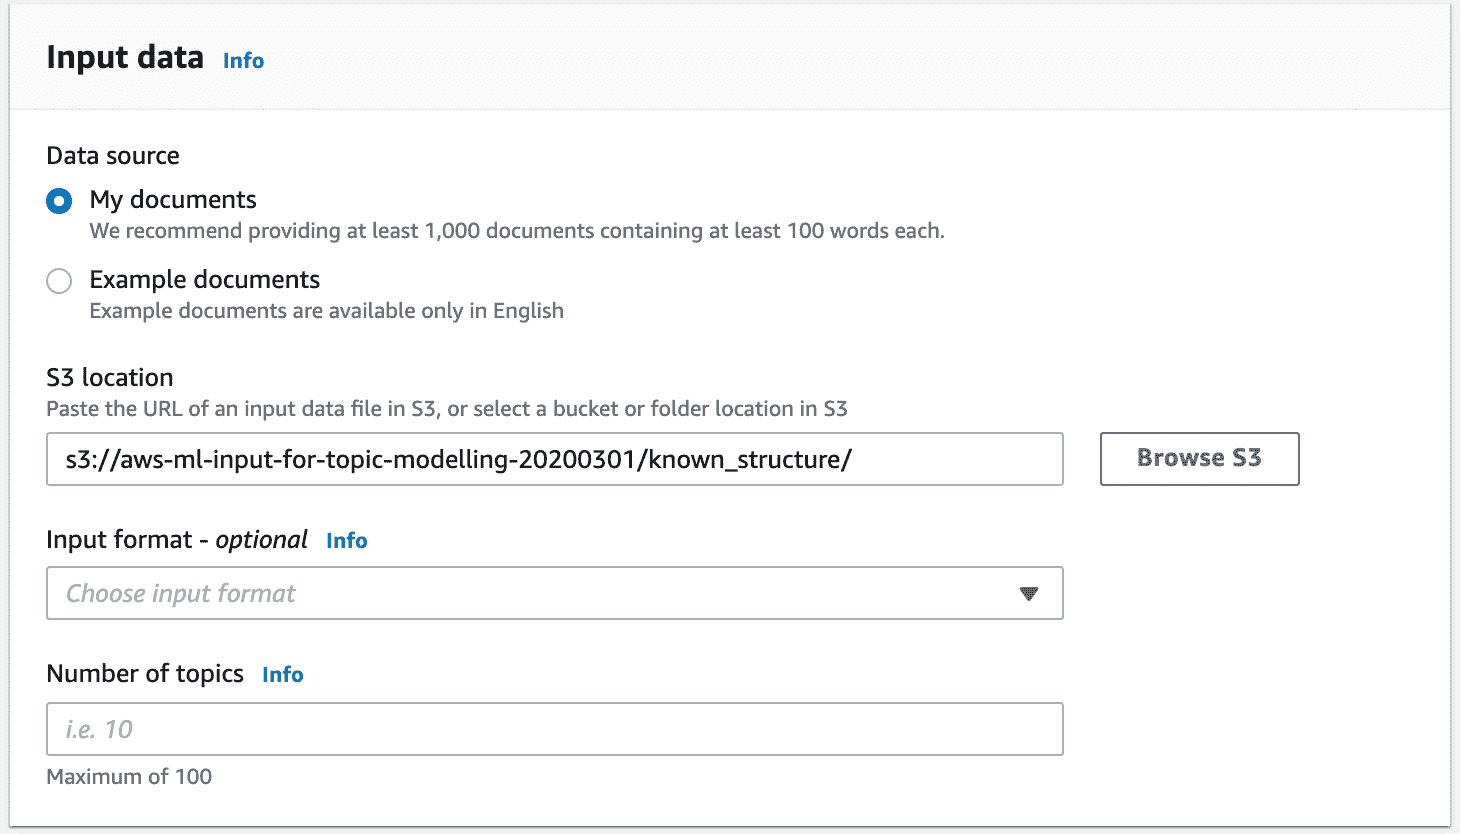 Input data Info
Data source
My documents
We recommend providing at least 1,000 documents containing at least 100 words each.
Example documents
Example documents are available only in English
S3 location
Paste the URL of an input data file in S3, or select a bucket or folder location in S3
s3://aws-ml-input-for-topic-modelling-20200301/known_structure/
Browse S3
Input format - optional Info
Choose input format
Number of topics Info
i.e. 10
Maximum of 100